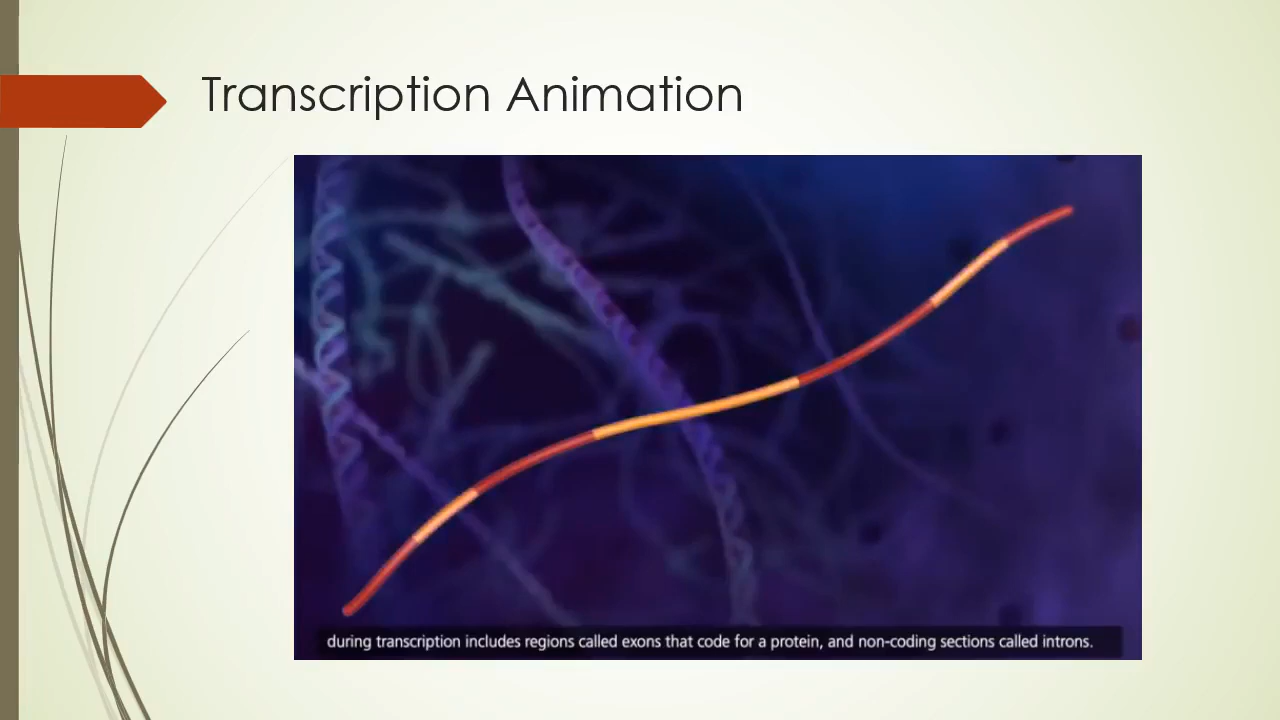 Transcription Animation
during transcription includes regions called exons that code for a protein, and non-coding sections called introns.